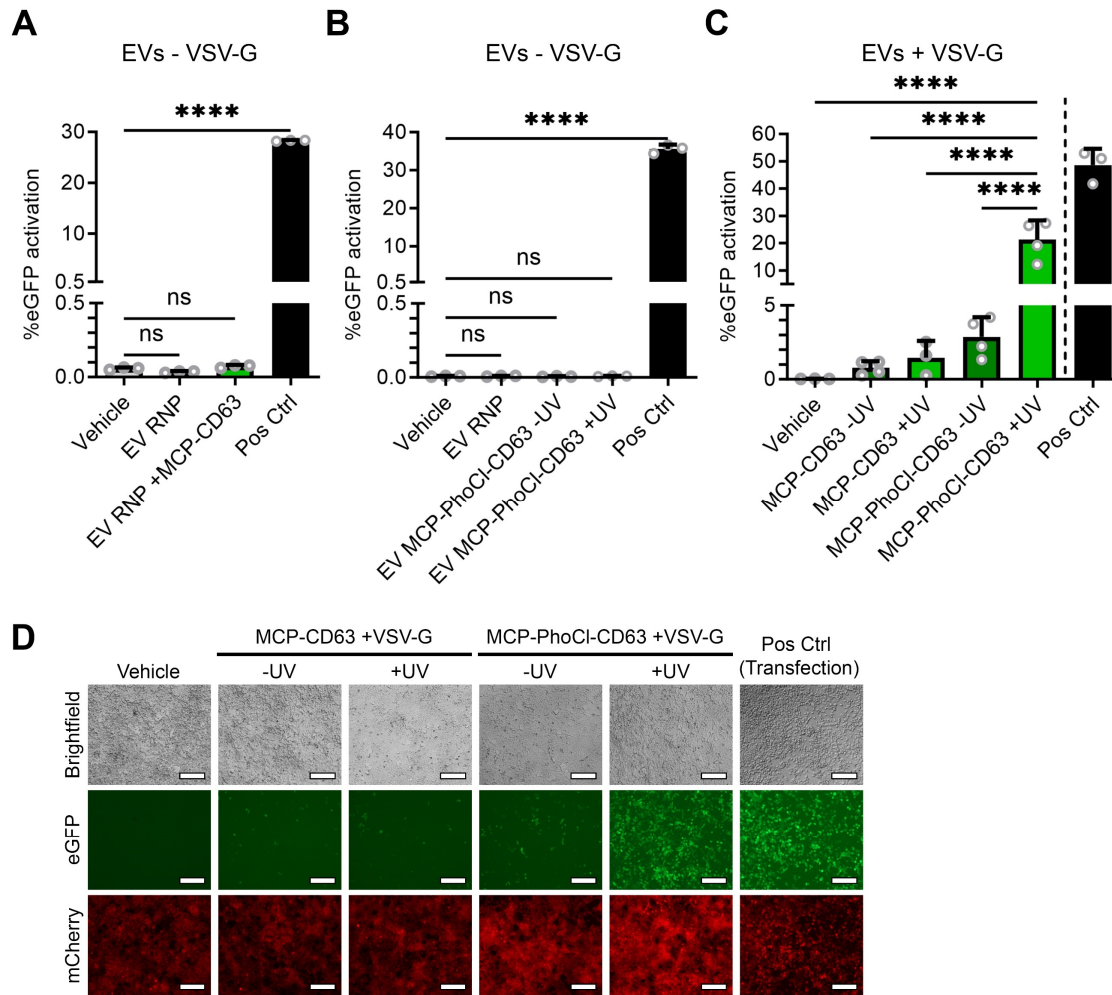 A
EVs - VSV-G
%eGFP activation
30
20
10
0.5
0.5
0.0
****
ns
ns
Vehicle
EV RNP
EV RNP +MCP-CD63
Pos Ctrl
B
EVs - VSV-G
%eGFP activation
40
30
20
10
0.5
0.5
0.0
****
ns
ns
ns
Vehicle
EV RNP
EV MCP-PhoCl-CD63 -UV
EV MCP-PhoCl-CD63 +UV
Pos Ctrl
C
EVs + VSV-G
%eGFP activation
60
50
40
30
20
10
5
0
****
****
****
****
Vehicle
MCP-CD63 -UV
MCP-CD63 +UV
MCP-PhoCl-CD63 -UV
MCP-PhoCl-CD63 +UV
Pos Ctrl
D
MCP-CD63 +VSV-G
MCP-PhoCl-CD63 +VSV-G
Pos Ctrl
(Transfection)
Vehicle
-UV
+UV
-UV
+UV
Brightfield
eGFP
mCherry